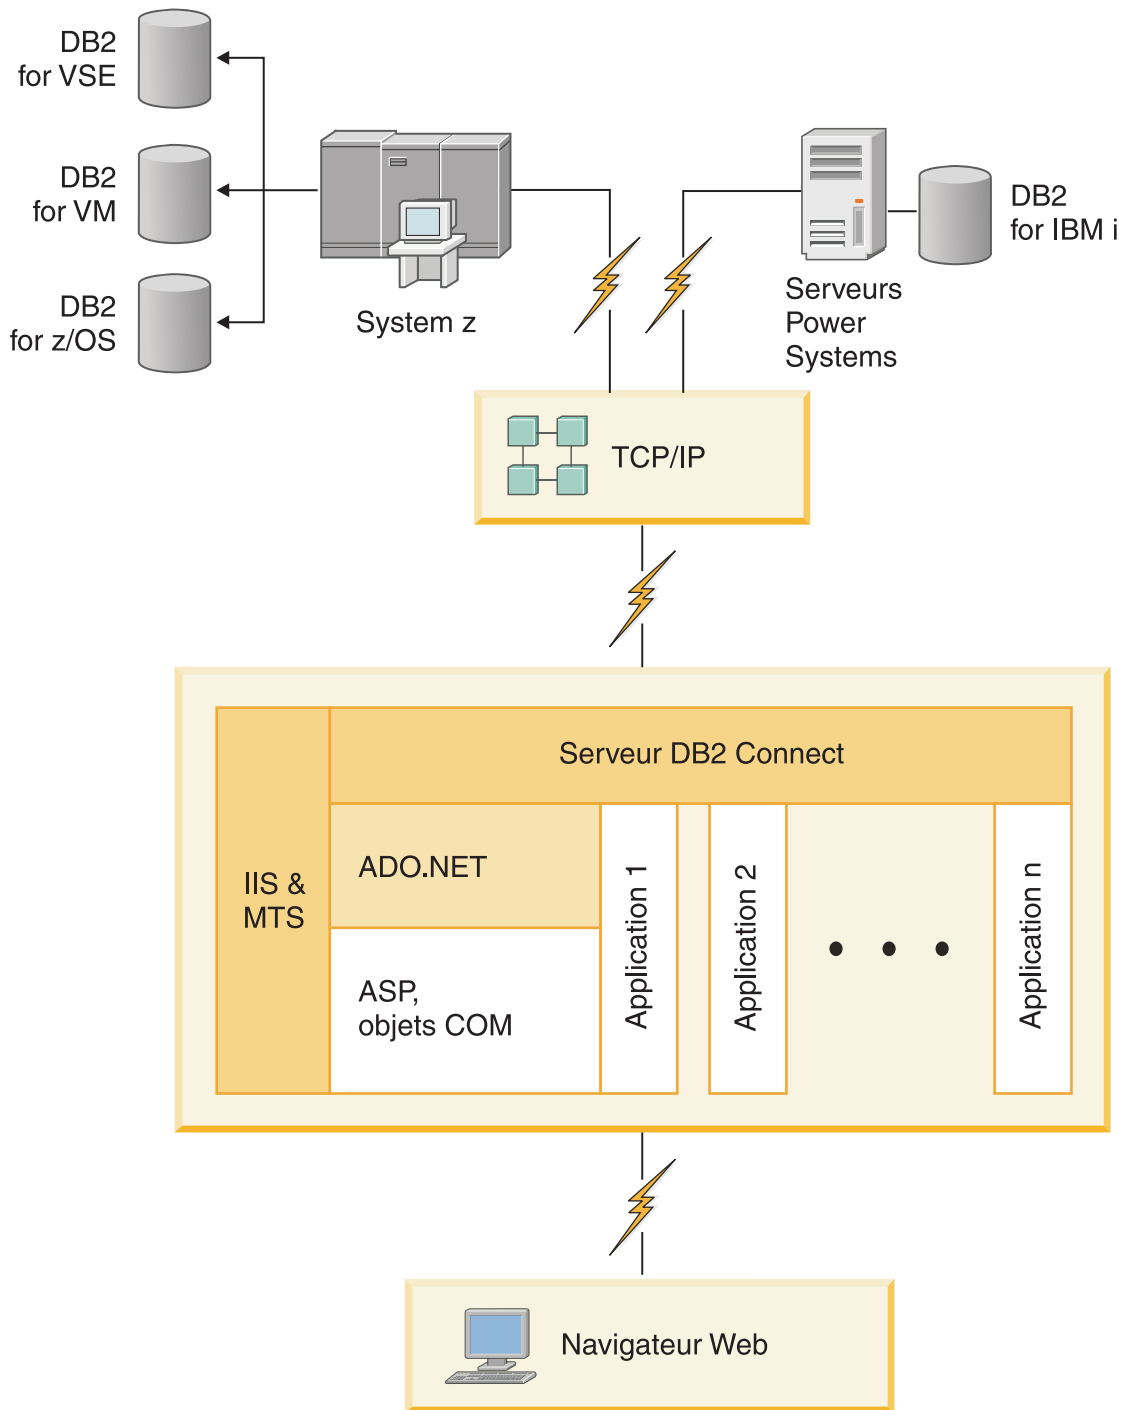 DB2
for VSE
DB2
for VM
DB2
for z/OS
System z
DB2
for IBM i
Serveurs
Power
Systems
TCP/IP
Serveur DB2 Connect
IIS &
MTS
ADO.NET
ASP,
objets COM
Application 1
Application 2
Application n
Navigateur Web